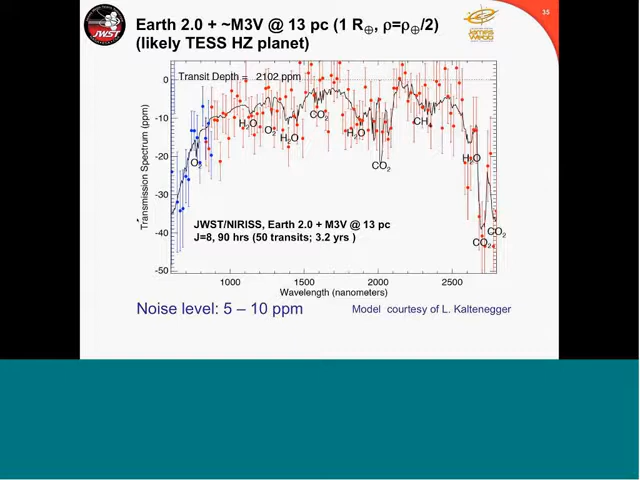 35
JWST
Earth 2.0 + ~M3V @ 13 pc (1 R⊕, ρ=ρ⊕/2)
(likely TESS HZ planet)
Transit Depth = 2102 ppm
Transmission Spectrum (ppm)
0
-10
-20
-30
-40
-50
O₂
H₂O
O₂
H₂O
CO₂
H₂O
CO₂
CH₄
H₂O
CO₂
CO₂
JWST/NIRISS, Earth 2.0 + M3V @ 13 pc
J=8, 90 hrs (50 transits; 3.2 yrs )
1000 1500 2000 2500
Wavelength (nanometers)
Noise level: 5 – 10 ppm
Model courtesy of L. Kaltenegger